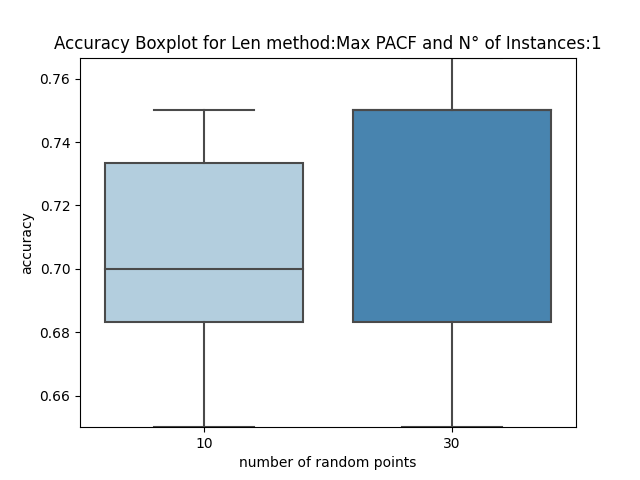 Accuracy Boxplot for Len method:Max PACF and N° of Instances:1
0.76
0.74
0.72
0.70
0.68
0.66
accuracy
10 30
number of random points